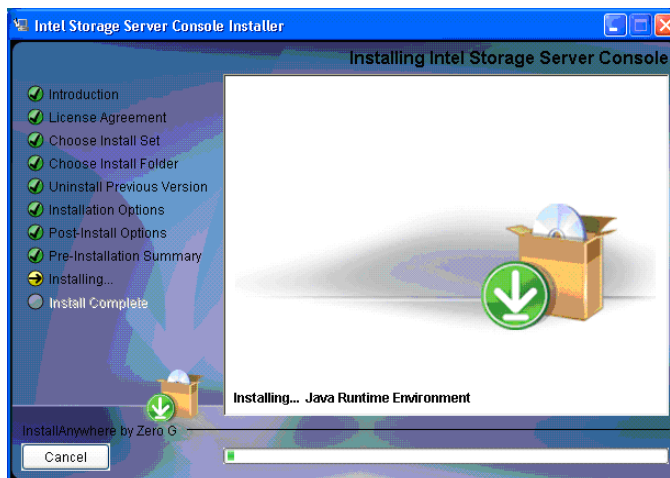 Intel Storage Server Console Installer
Installing Intel Storage Server Console
Introduction
License Agreement
Choose Install Set
Choose Install Folder
Uninstall Previous Version
Installation Options
Post-Install Options
Pre-Installation Summary
Installing...
Install Complete
Installing... Java Runtime Environment
InstallAnywhere by Zero G
Cancel